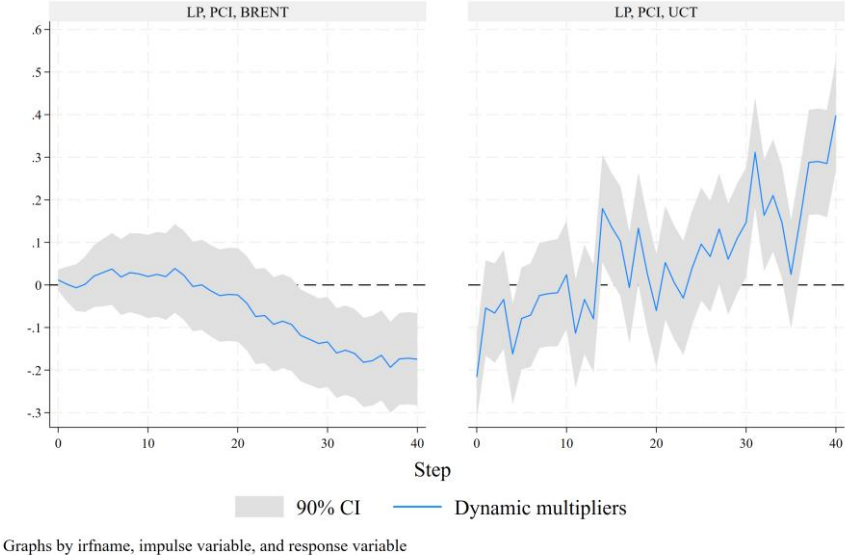 LP, PCI, BRENT
LP, PCI, UCT
.6
.5
.4
.3
.2
.1
0
-.1
-.2
-.3
0 10 20 30 40
0 10 20 30 40
Step
90% CI Dynamic multipliers
Graphs by irfname, impulse variable, and response variable